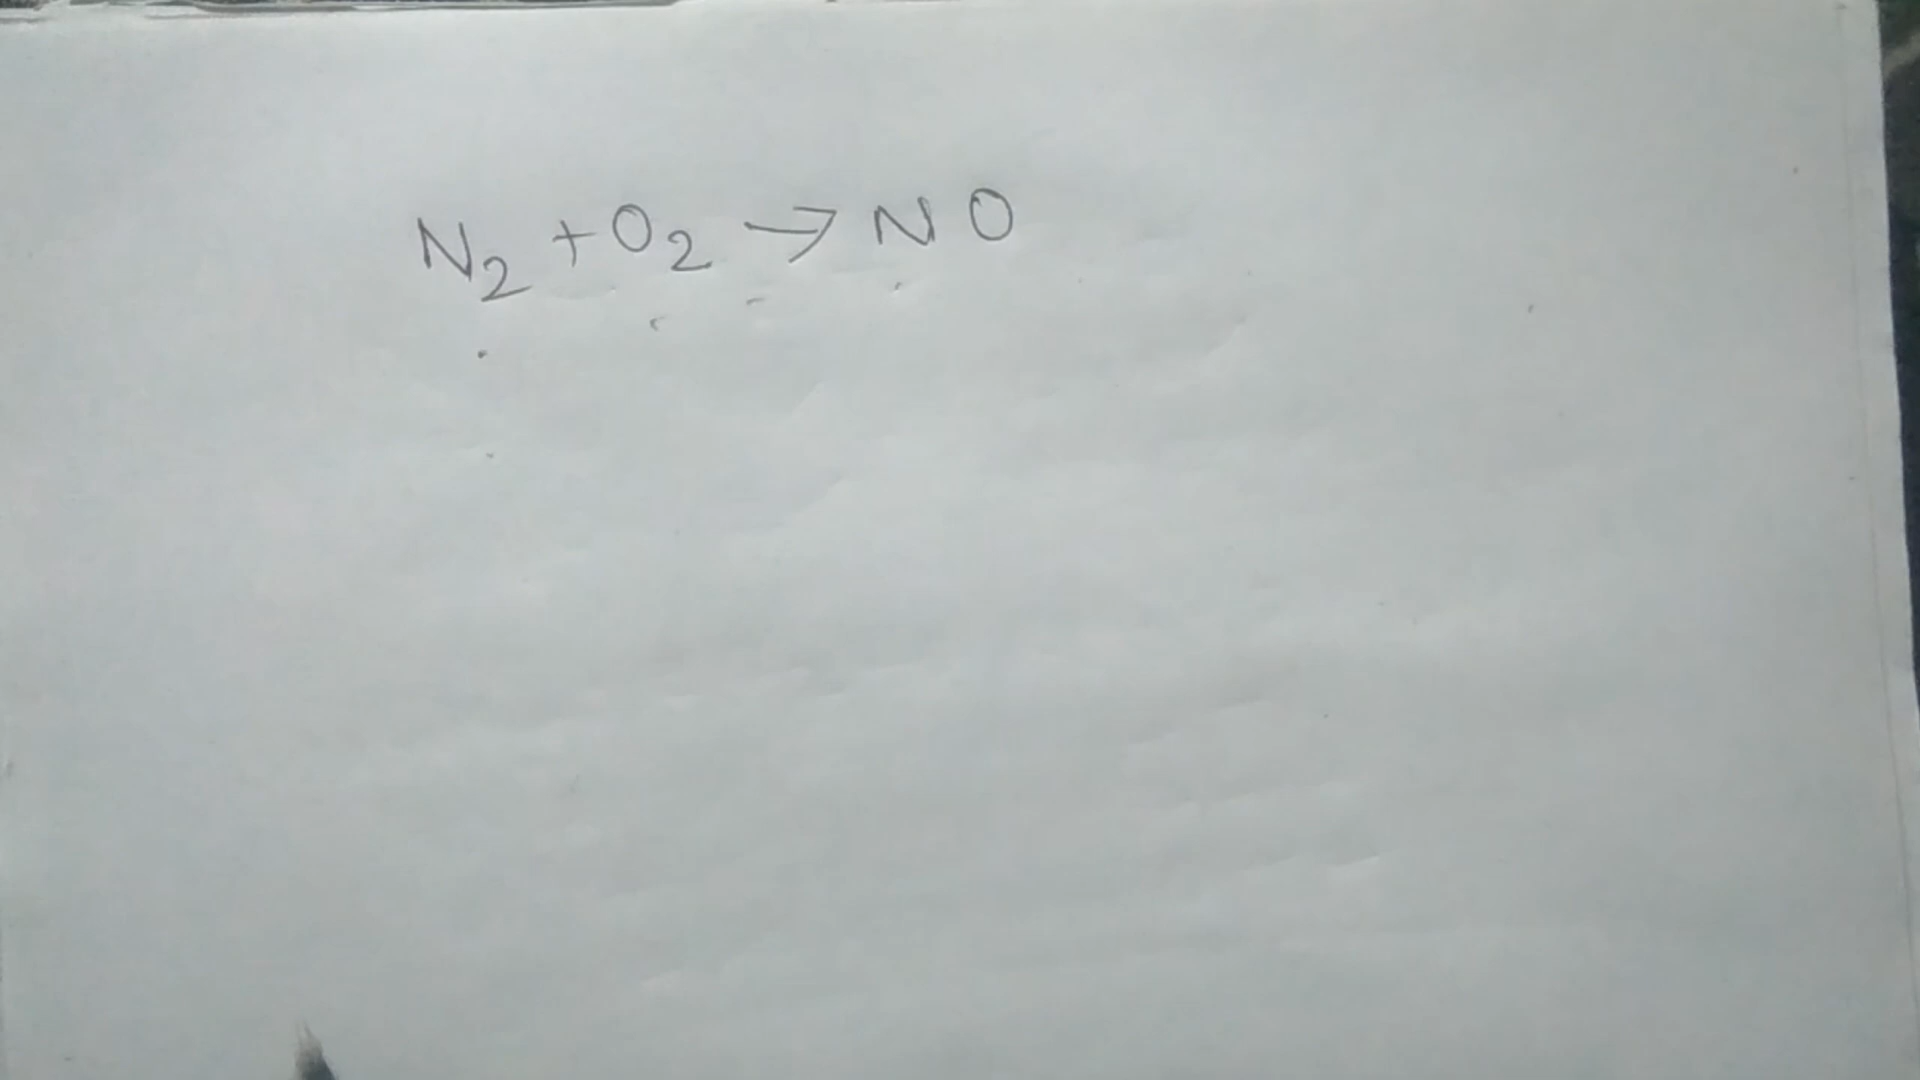 N₂ + O₂ → NO